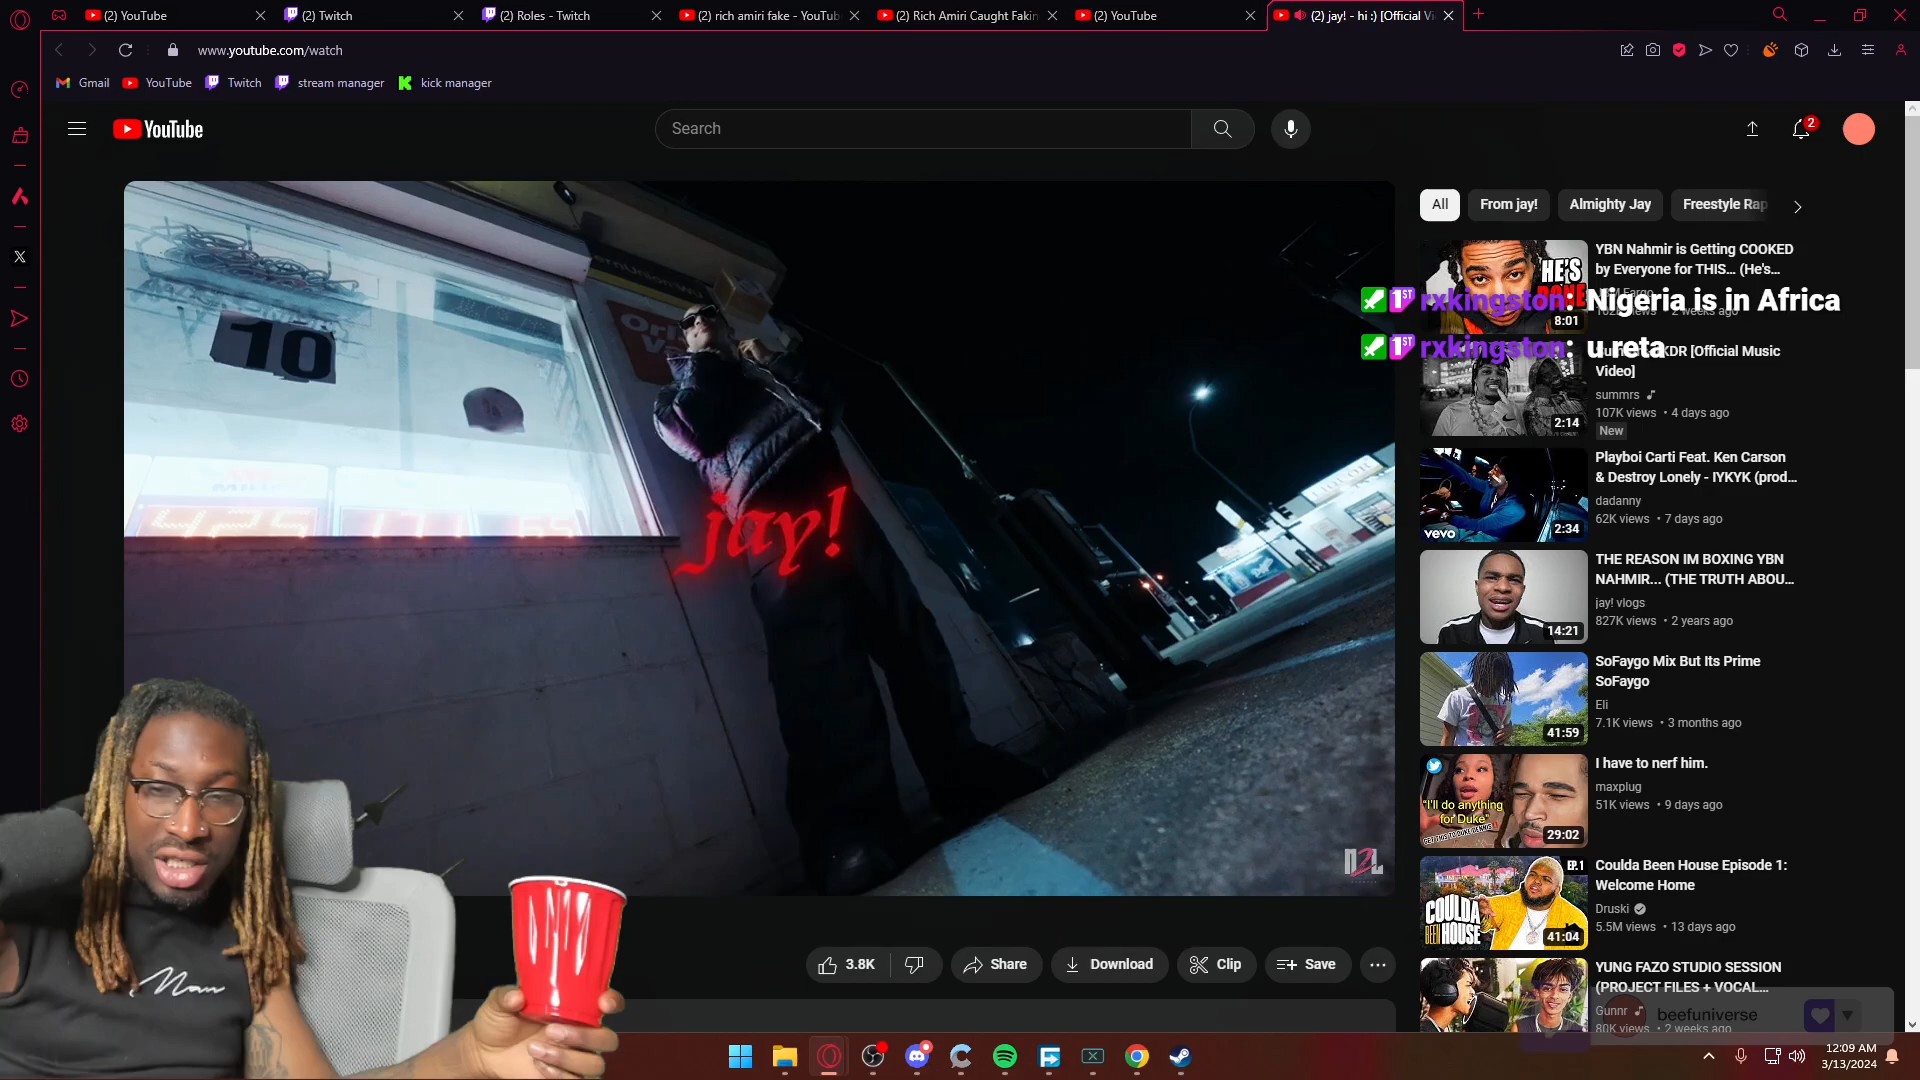 (2) YouTube
(2) Twitch
(2) Roles - Twitch
(2) rich amiri fake - YouTub
(2) Rich Amiri Caught Fakin
(2) YouTube
(2) jay! - hi :) [Official Vi
www.youtube.com/watch
Gmail
YouTube
Twitch
stream manager
kick manager
YouTube
Search
2
All
From jay!
Almighty Jay
Freestyle Rap
10
jay!
HE'S
8:01
YBN Nahmir is Getting COOKED
by Everyone for THIS... (He's...
rxkingston: Nigeria is in Africa
rxkingston: u reta
KDR [Official Music
Video]
summrs
107K views • 4 days ago
New
2:14
Playboi Carti Feat. Ken Carson
& Destroy Lonely - IYKYK (prod...
dadanny
62K views • 7 days ago
vevo
2:34
THE REASON IM BOXING YBN
NAHMIR... (THE TRUTH ABOU...
jay! vlogs
827K views • 2 years ago
14:21
SoFaygo Mix But Its Prime
SoFaygo
Eli
7.1K views • 3 months ago
41:59
I have to nerf him.
maxplug
51K views • 9 days ago
"I'll do anything
for Duke"
29:02
Coulda Been House Episode 1:
Welcome Home
Druski
5.5M views • 13 days ago
EP.1
COULDA
BEEN HOUSE
41:04
YUNG FAZO STUDIO SESSION
(PROJECT FILES + VOCAL...
Gunnr
80K views • 2 weeks ago
beefuniverse
3.8K
Share
Download
Clip
Save
12:09 AM
3/13/2024